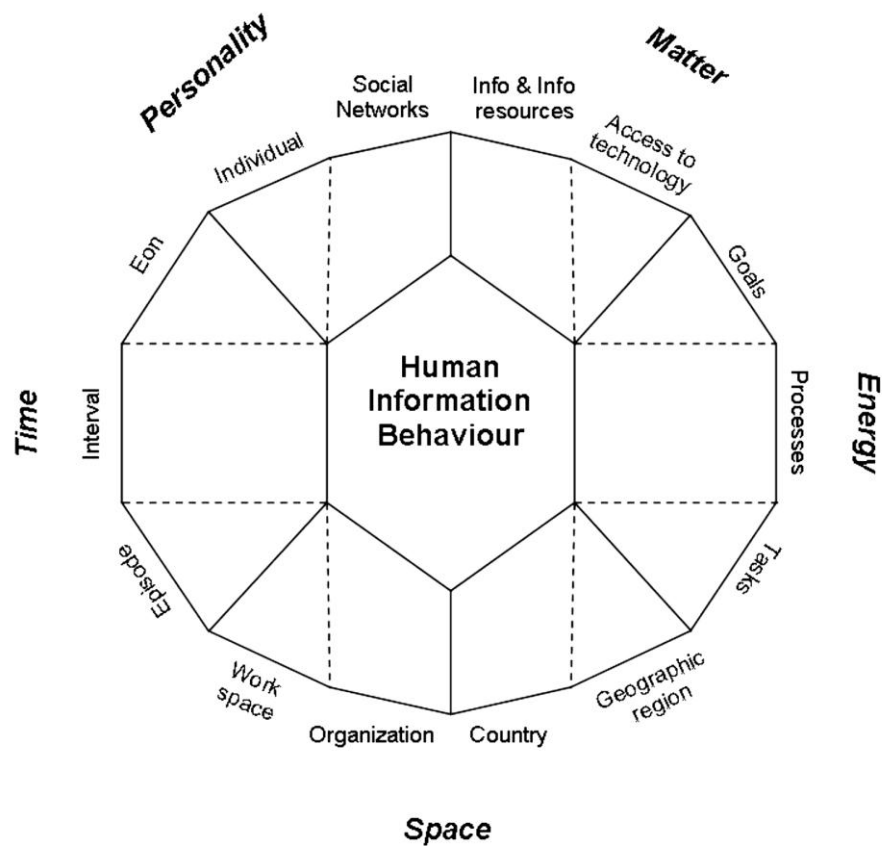 Personality
Matter
Social
Networks
Info & Info
resources
Individual
Access to
technology
Eon
Goals
Human
Information
Behaviour
Time
Interval
Processes
Energy
Episode
Tasks
Work
space
Geographic
region
Organization
Country
Space